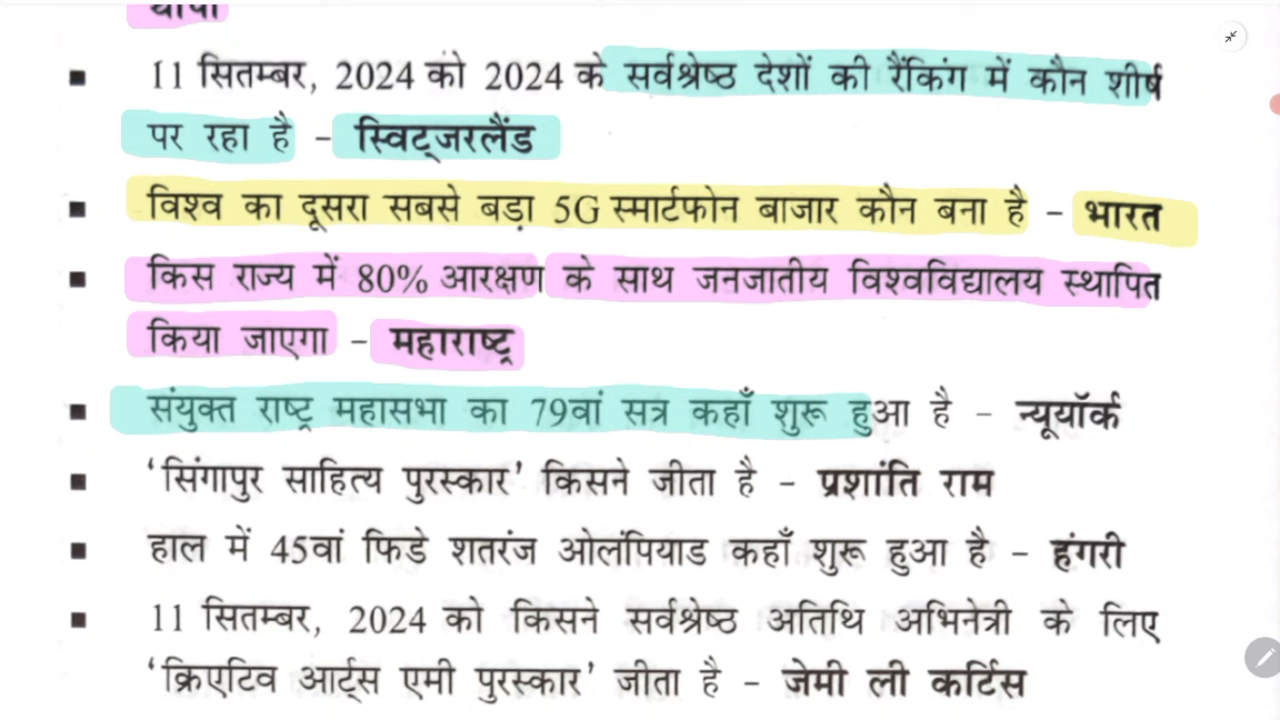 थापा
■ 11 सितम्बर, 2024 को 2024 के सर्वश्रेष्ठ देशों की रैंकिंग में कौन शीर्ष
पर रहा है – स्विट्जरलैंड
■ विश्व का दूसरा सबसे बड़ा 5G स्मार्टफोन बाजार कौन बना है – भारत
■ किस राज्य में 80% आरक्षण के साथ जनजातीय विश्वविद्यालय स्थापित
किया जाएगा – महाराष्ट्र
■ संयुक्त राष्ट्र महासभा का 79वां सत्र कहाँ शुरू हुआ है – न्यूयॉर्क
■ ‘सिंगापुर साहित्य पुरस्कार’ किसने जीता है – प्रशांति राम
■ हाल में 45वां फिडे शतरंज ओलंपियाड कहाँ शुरू हुआ है – हंगरी
■ 11 सितम्बर, 2024 को किसने सर्वश्रेष्ठ अतिथि अभिनेत्री के लिए
‘क्रिएटिव आर्ट्स एमी पुरस्कार’ जीता है – जेमी ली कर्टिस